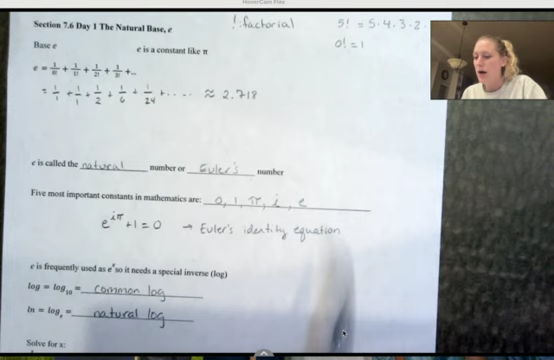 HoverCam Flex
Section 7.6 Day 1 The Natural Base, e
!: factorial 5! = 5·4·3·2·
0! = 1
Base e e is a constant like π
e = 1/0! + 1/1! + 1/2! + 1/3! + ...
= 1/1 + 1/1 + 1/2 + 1/6 + 1/24 + .... ≈ 2.718
e is called the natural number or Euler's number
Five most important constants in mathematics are: 0, 1, π, i, e
e^iπ + 1 = 0 → Euler's identity equation
e is frequently used as e^x so it needs a special inverse (log)
log = log₁₀ = common log
ln = logₑ = natural log
Solve for x: